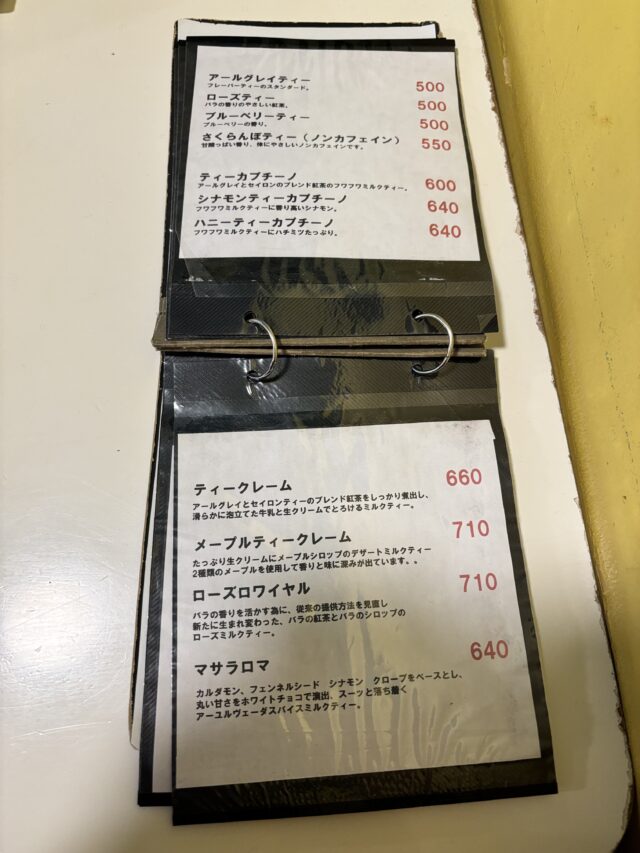 アールグレイティー 500
フレーバーティーのスタンダード。
ローズティー 500
バラの香りのやさしい紅茶。
ブルーベリーティー 500
ブルーベリーの香り。
さくらんぼティー（ノンカフェイン） 550
甘酸っぱい香り、体にやさしいノンカフェインです。
ティーカプチーノ 600
アールグレイとセイロンのブレンド紅茶のフワフワミルクティー。
シナモンティーカプチーノ 640
フワフワミルクティーに香り高いシナモン。
ハニーティーカプチーノ 640
フワフワミルクティーにハチミツたっぷり。
ティークレーム 660
アールグレイとセイロンティーのブレンド紅茶をしっかり煮出し、
滑らかに泡立てた牛乳と生クリームでとろけるミルクティー。
メープルティークレーム 710
たっぷり生クリームにメープルシロップのデザートミルクティー
2種類のメープルを使用して香りと味に深みが出ています。。
ローズロワイヤル 710
バラの香りを活かす為に、従来の提供方法を見直し
新たに生まれ変わった、バラの紅茶とバラのシロップの
ローズミルクティー。
マサラロマ 640
カルダモン、フェンネルシード　シナモン　クローブをベースとし、
丸い甘さをホワイトチョコで演出、スーッと落ち着く
アーユルヴェーダスパイスミルクティー。